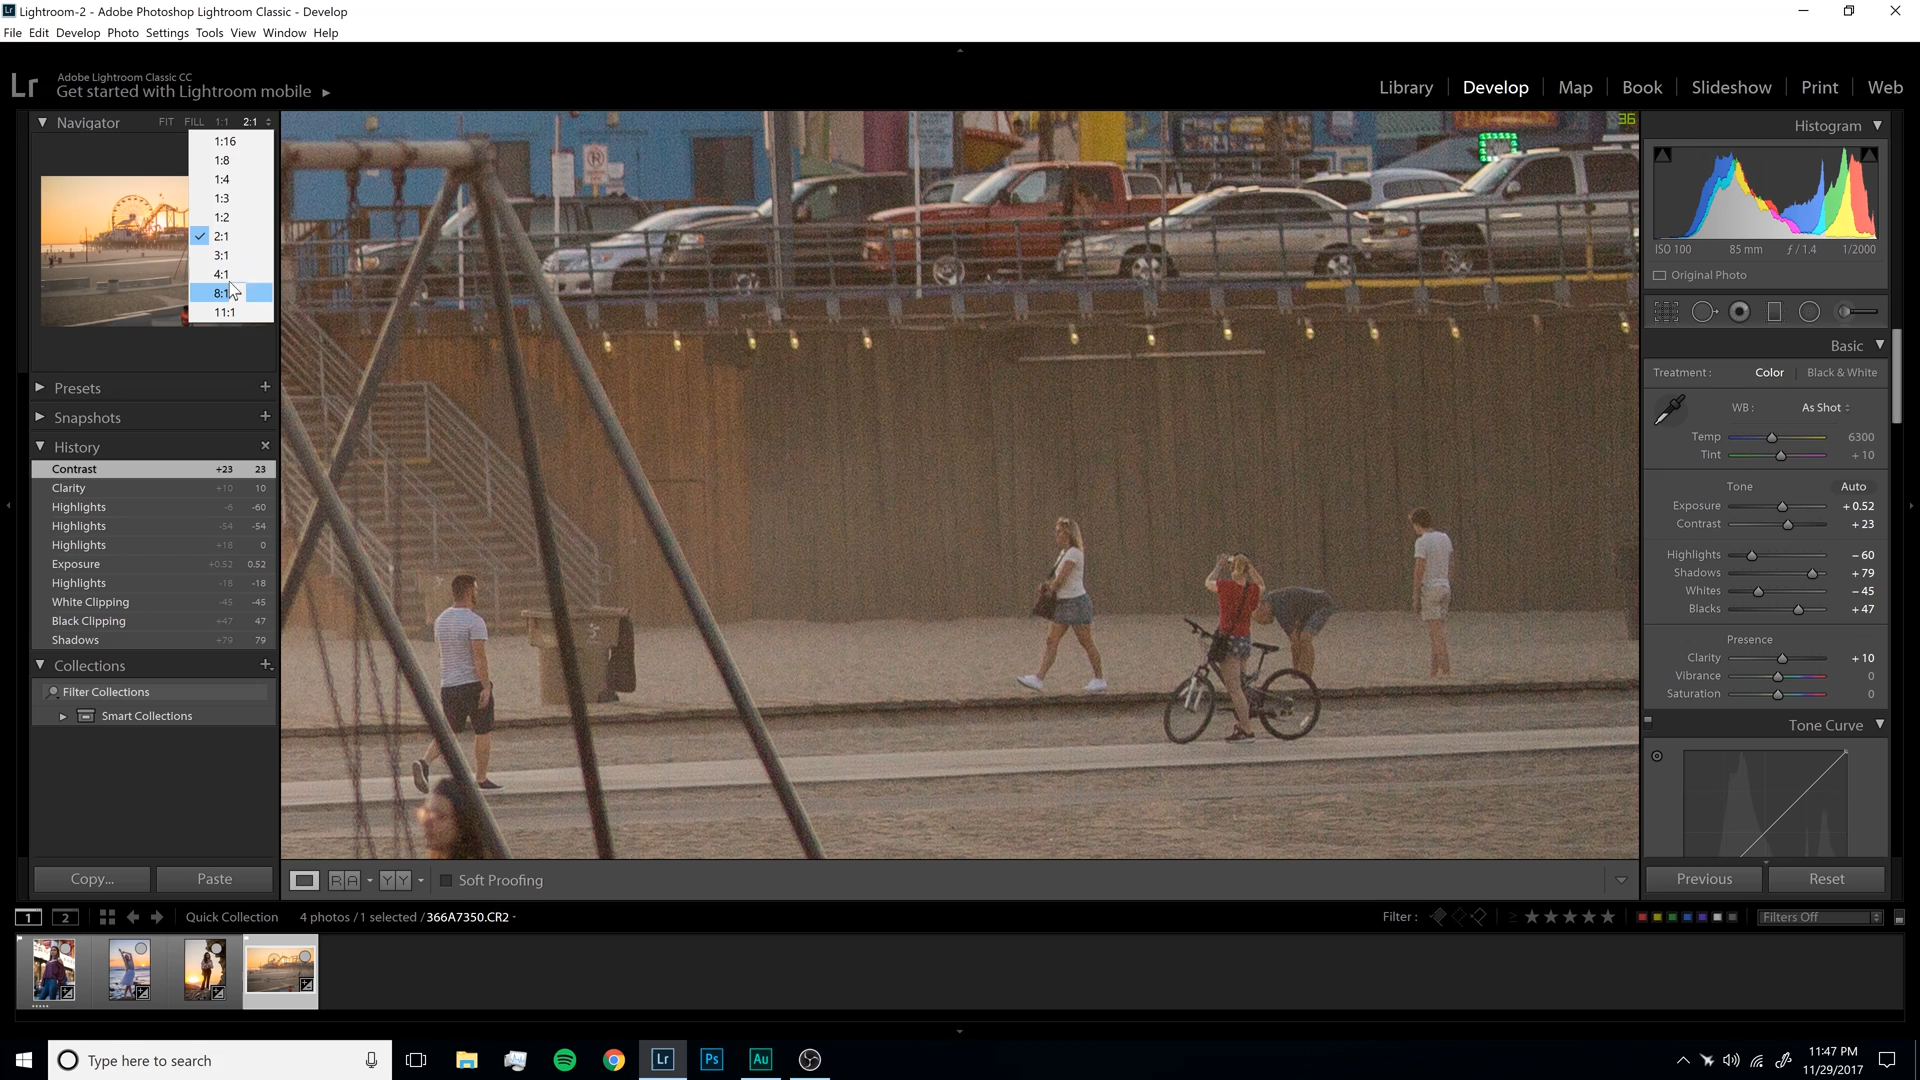 Lightroom-2 - Adobe Photoshop Lightroom Classic - Develop
File Edit Develop Photo Settings Tools View Window Help
Lr
Adobe Lightroom Classic CC
Get started with Lightroom mobile
Library Develop Map Book Slideshow Print Web
Navigator FIT FILL 1:1 2:1
1:16
1:8
1:4
1:3
1:2
2:1
3:1
4:1
8:1
11:1
Presets
Snapshots
History
Contrast +23 23
Clarity +10 10
Highlights -6 -60
Highlights -54 -54
Highlights +18 0
Exposure +0.52 0.52
Highlights -18 -18
White Clipping -45 -45
Black Clipping +47 47
Shadows +79 79
Collections
Filter Collections
Smart Collections
Copy... Paste
36
Histogram
ISO 100 85 mm ƒ / 1.4 1/2000
Original Photo
Basic
Treatment : Color Black & White
WB : As Shot
Temp 6300
Tint + 10
Tone Auto
Exposure + 0.52
Contrast + 23
Highlights – 60
Shadows + 79
Whites – 45
Blacks + 47
Presence
Clarity + 10
Vibrance 0
Saturation 0
Tone Curve
Previous Reset
R A Y Y Soft Proofing
1 2 Quick Collection 4 photos / 1 selected / 366A7350.CR2
Filter : ≥ Filters Off
Type here to search
Lr Ps Au
11:47 PM
11/29/2017